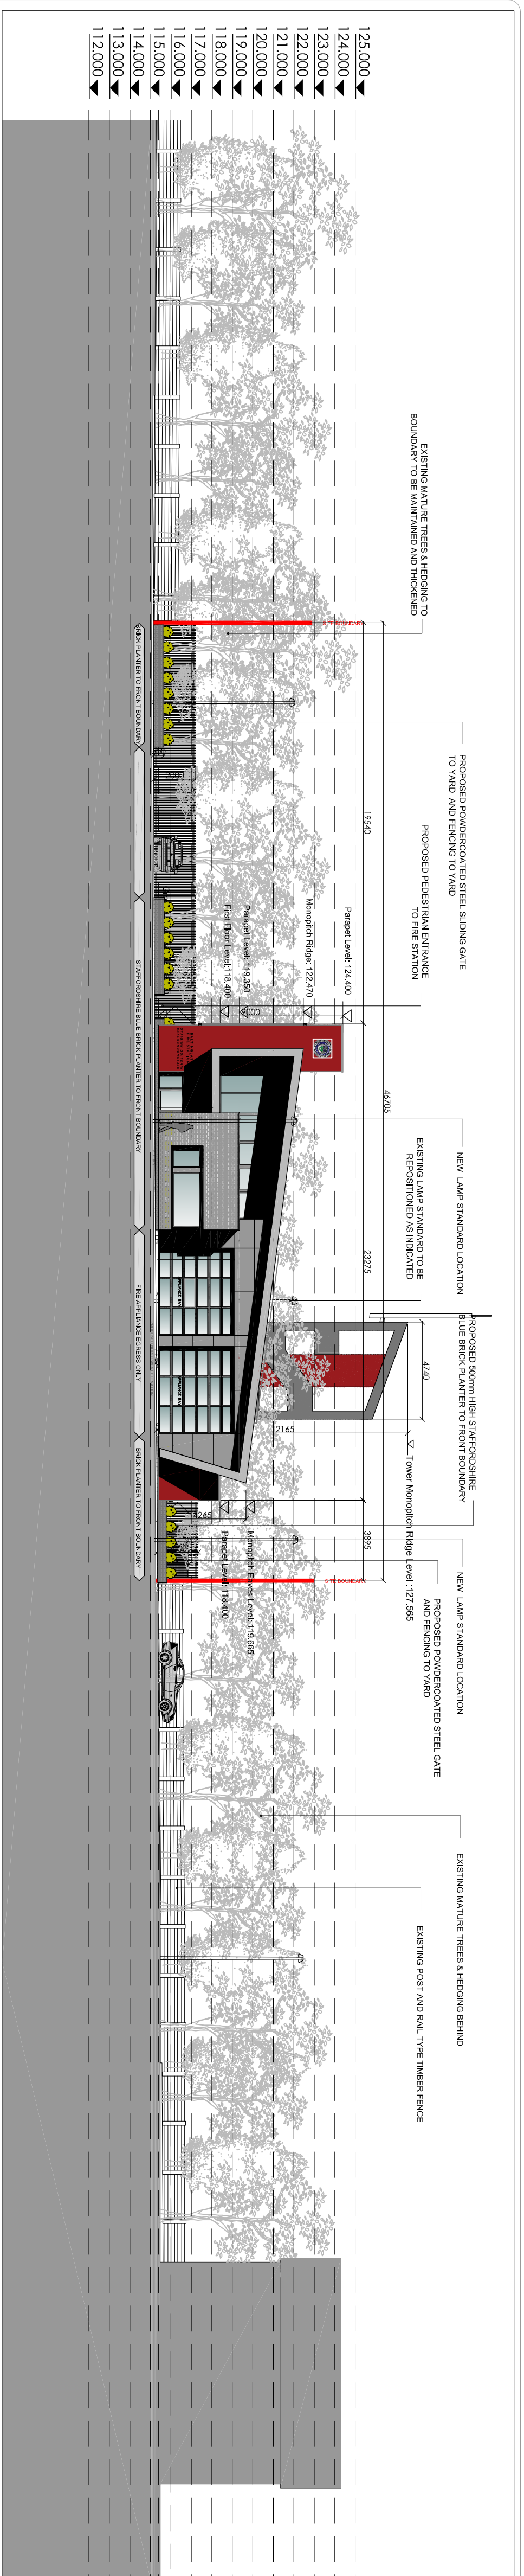 125.000
124.000
123.000
122.000
121.000
120.000
119.000
118.000
117.000
116.000
115.000
114.000
113.000
112.000
EXISTING MATURE TREES & HEDGING TO
BOUNDARY TO BE MAINTAINED AND THICKENED
PROPOSED POWDERCOATED STEEL SLIDING GATE
TO YARD AND FENCING TO YARD
PROPOSED PEDESTRIAN ENTRANCE
TO FIRE STATION
NEW LAMP STANDARD LOCATION
EXISTING LAMP STANDARD TO BE
REPOSITIONED AS INDICATED
PROPOSED 500mm HIGH STAFFORDSHIRE
BLUE BRICK PLANTER TO FRONT BOUNDARY
NEW LAMP STANDARD LOCATION
PROPOSED POWDERCOATED STEEL GATE
AND FENCING TO YARD
EXISTING MATURE TREES & HEDGING BEHIND
EXISTING POST AND RAIL TYPE TIMBER FENCE
46705
19540
23275
3895
4740
2165
4265
2000
Tower Monopitch Ridge Level :127.565
Parapet Level: 124.400
Monopitch Ridge: 122.470
Parapet Level: 119.350
First Floor Level:118.400
Monopitch Eaves Level:119.665
Parapet Level:118.400
BRICK PLANTER TO FRONT BOUNDARY
STAFFORDSHIRE BLUE BRICK PLANTER TO FRONT BOUNDARY
FIRE APPLIANCE EGRESS ONLY
BRICK PLANTER TO FRONT BOUNDARY